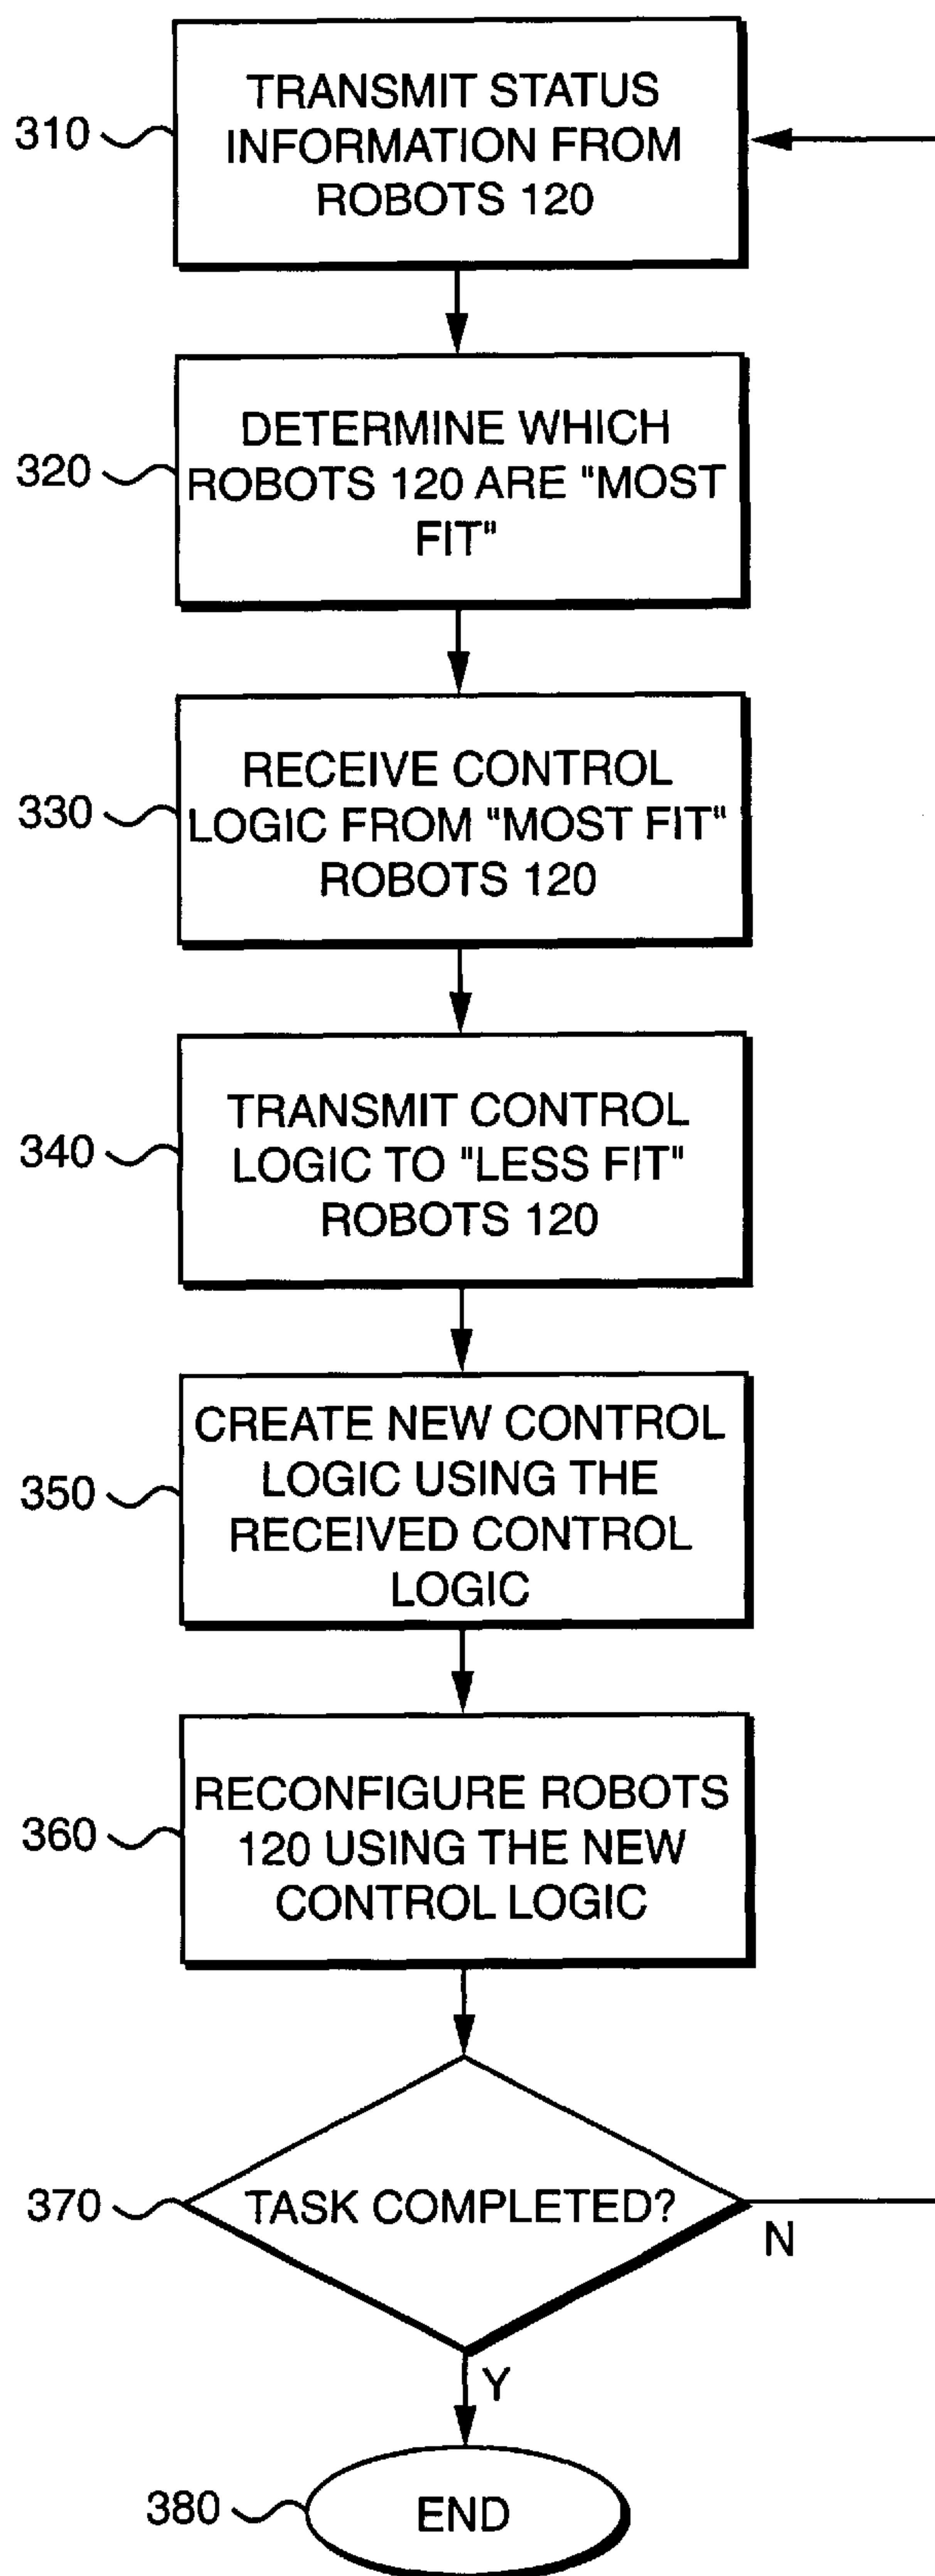 310
TRANSMIT STATUS
INFORMATION FROM
ROBOTS 120
320
DETERMINE WHICH
ROBOTS 120 ARE "MOST
FIT"
330
RECEIVE CONTROL
LOGIC FROM "MOST FIT"
ROBOTS 120
340
TRANSMIT CONTROL
LOGIC TO "LESS FIT"
ROBOTS 120
350
CREATE NEW CONTROL
LOGIC USING THE
RECEIVED CONTROL
LOGIC
360
RECONFIGURE ROBOTS
120 USING THE NEW
CONTROL LOGIC
370
TASK COMPLETED?
N
Y
380
END